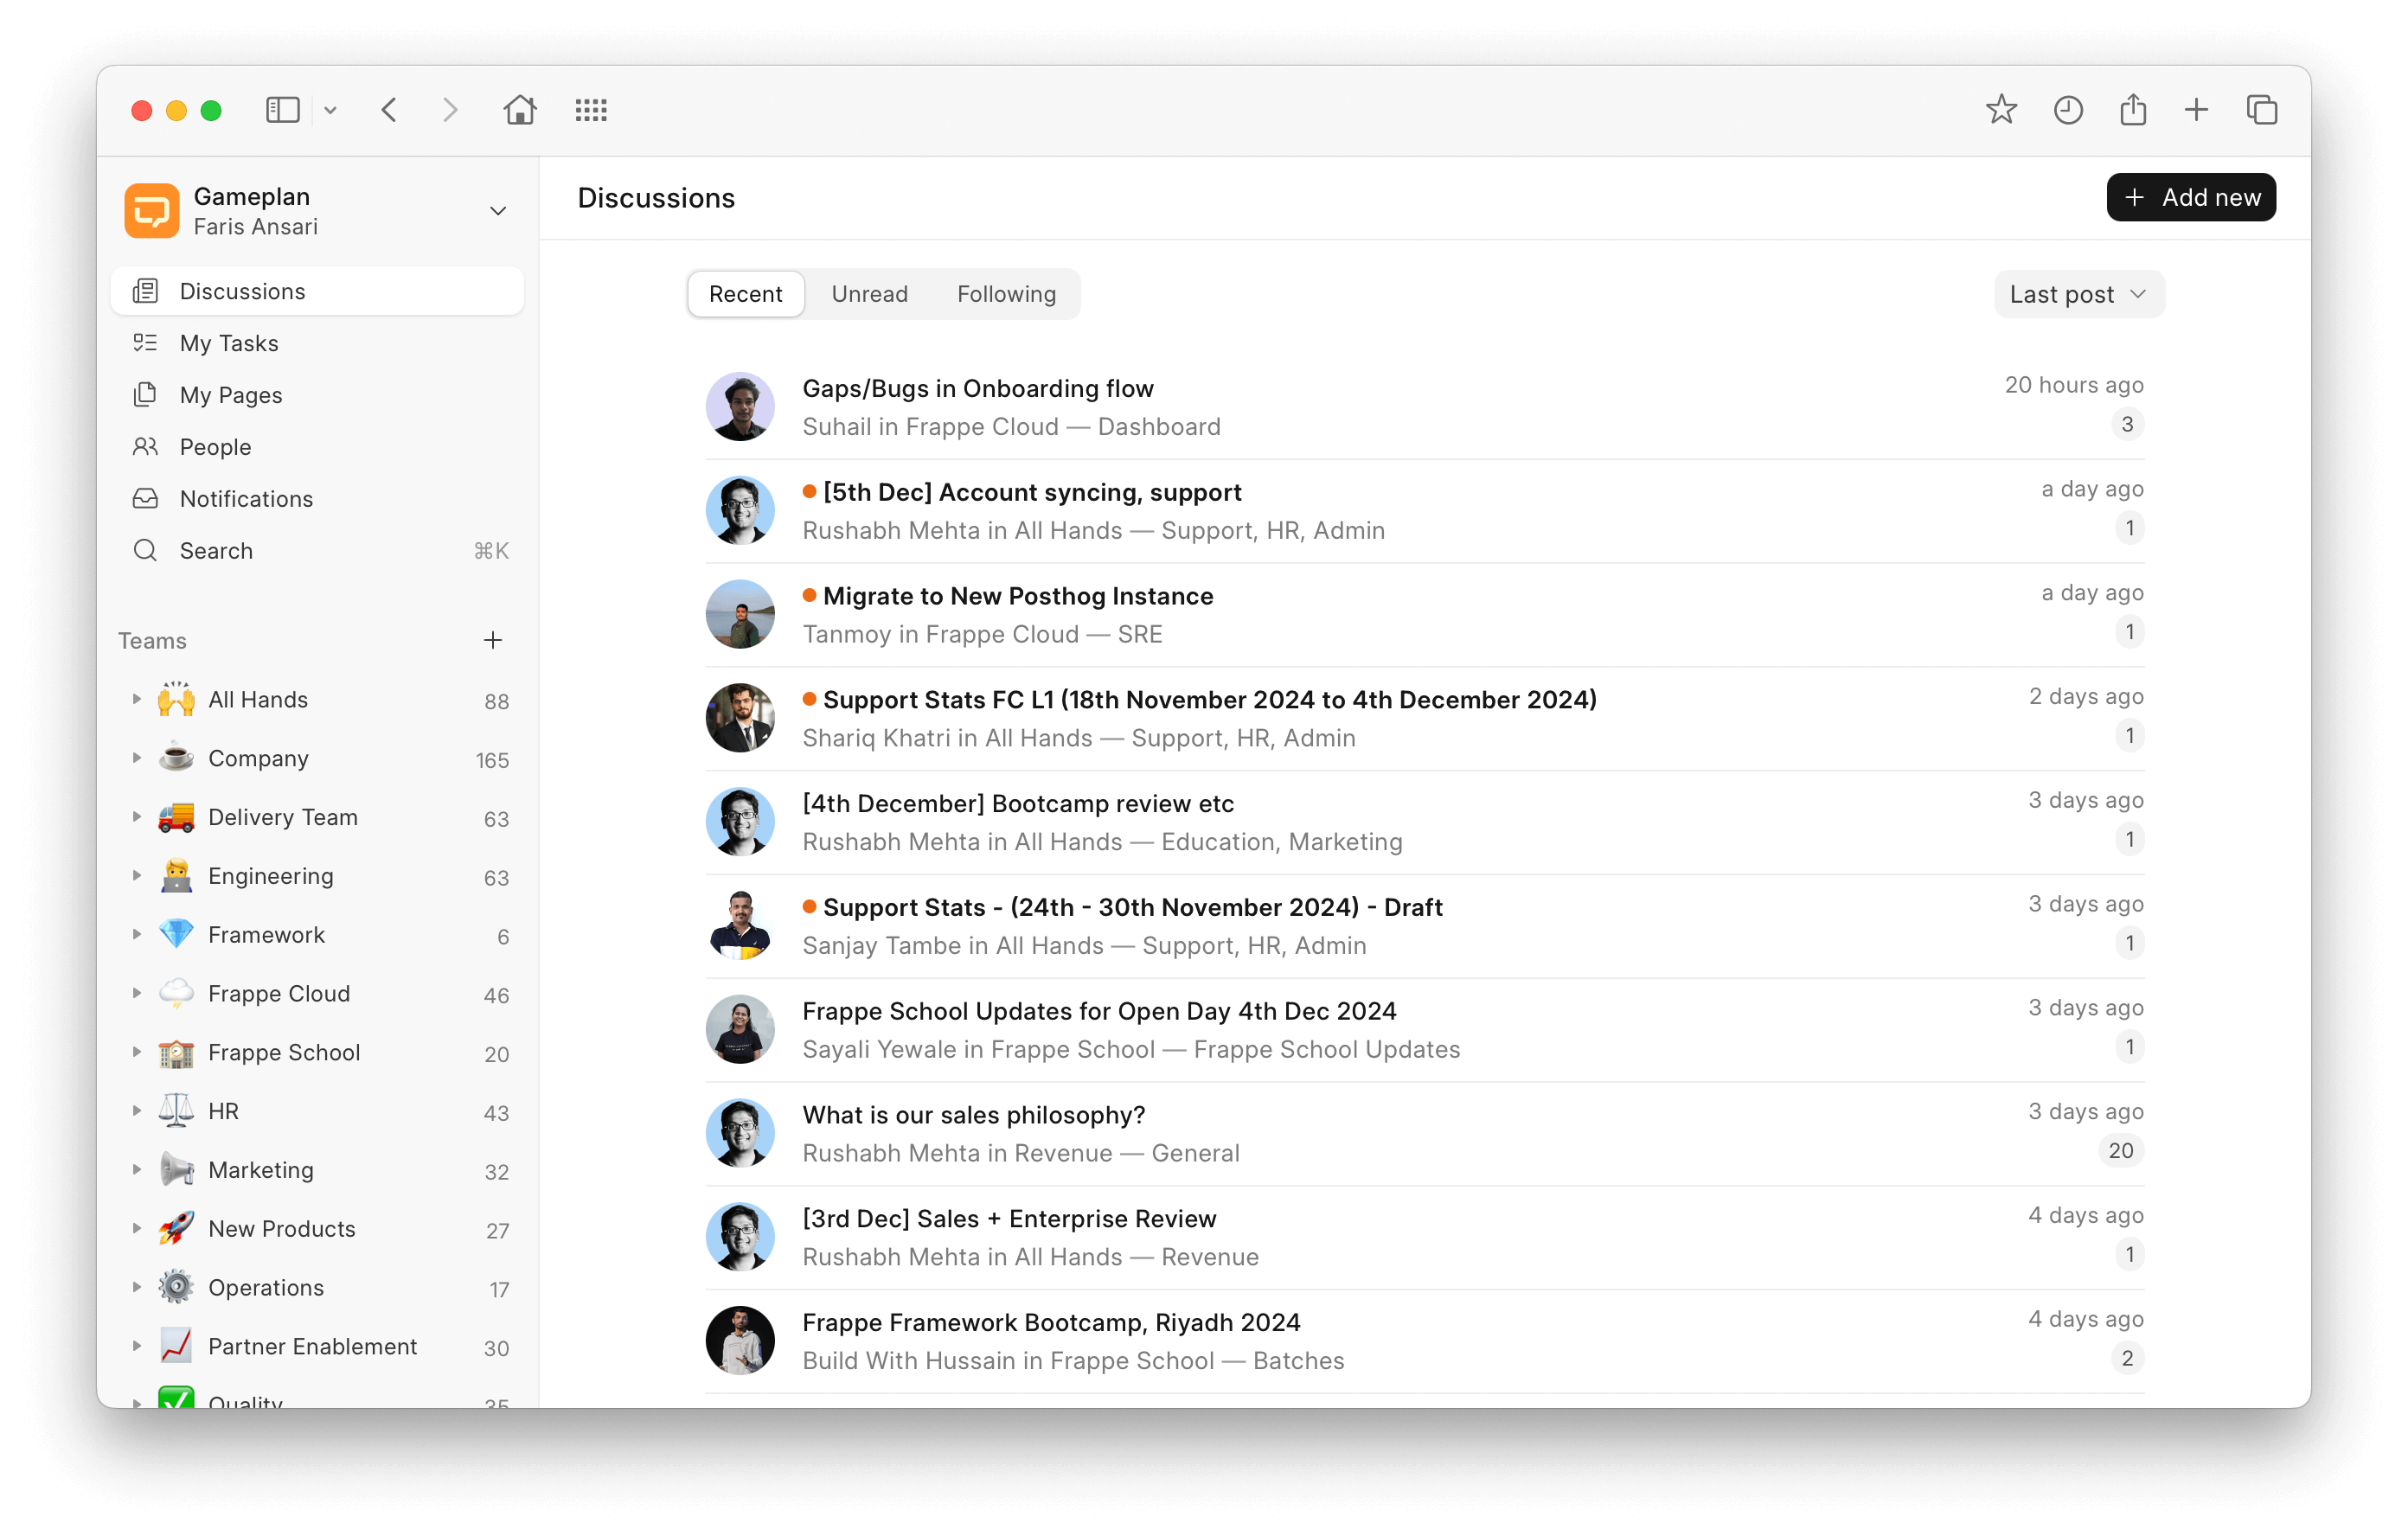 Gameplan
Faris Ansari
Discussions
My Tasks
My Pages
People
Notifications
Search ⌘K
Teams
All Hands 88
Company 165
Delivery Team 63
Engineering 63
Framework 6
Frappe Cloud 46
Frappe School 20
HR 43
Marketing 32
New Products 27
Operations 17
Partner Enablement 30
Quality 35
Discussions
Add new
Recent Unread Following
Last post
Gaps/Bugs in Onboarding flow 20 hours ago
Suhail in Frappe Cloud — Dashboard 3
[5th Dec] Account syncing, support a day ago
Rushabh Mehta in All Hands — Support, HR, Admin 1
Migrate to New Posthog Instance a day ago
Tanmoy in Frappe Cloud — SRE 1
Support Stats FC L1 (18th November 2024 to 4th December 2024) 2 days ago
Shariq Khatri in All Hands — Support, HR, Admin 1
[4th December] Bootcamp review etc 3 days ago
Rushabh Mehta in All Hands — Education, Marketing 1
Support Stats - (24th - 30th November 2024) - Draft 3 days ago
Sanjay Tambe in All Hands — Support, HR, Admin 1
Frappe School Updates for Open Day 4th Dec 2024 3 days ago
Sayali Yewale in Frappe School — Frappe School Updates 1
What is our sales philosophy? 3 days ago
Rushabh Mehta in Revenue — General 20
[3rd Dec] Sales + Enterprise Review 4 days ago
Rushabh Mehta in All Hands — Revenue 1
Frappe Framework Bootcamp, Riyadh 2024 4 days ago
Build With Hussain in Frappe School — Batches 2